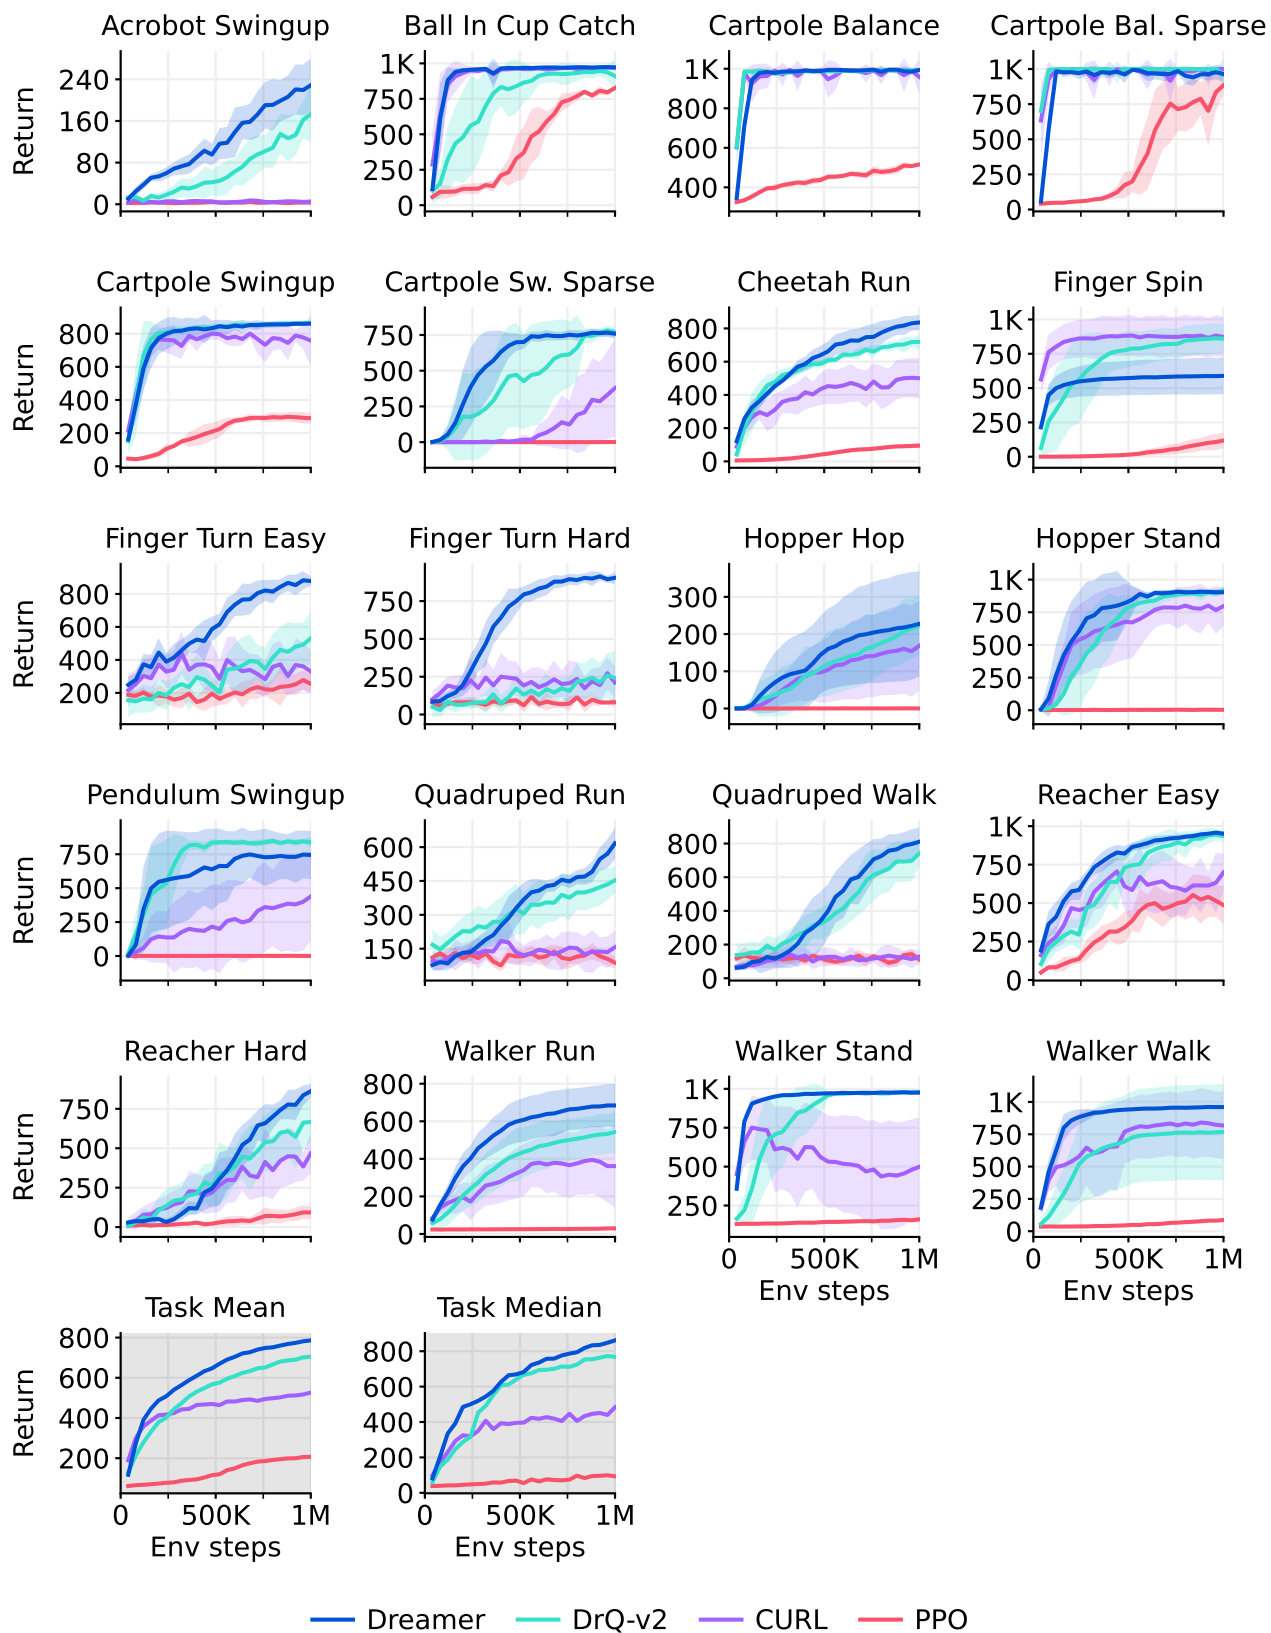 Acrobot Swingup
Ball In Cup Catch
Cartpole Balance
Cartpole Bal. Sparse
Return
240
160
80
0
1K
750
500
250
0
1K
800
600
400
1K
750
500
250
0
Cartpole Swingup
Cartpole Sw. Sparse
Cheetah Run
Finger Spin
Return
800
600
400
200
0
750
500
250
0
800
600
400
200
0
1K
750
500
250
0
Finger Turn Easy
Finger Turn Hard
Hopper Hop
Hopper Stand
Return
800
600
400
200
750
500
250
0
300
200
100
0
1K
750
500
250
0
Pendulum Swingup
Quadruped Run
Quadruped Walk
Reacher Easy
Return
750
500
250
0
600
450
300
150
800
600
400
200
0
1K
750
500
250
0
Reacher Hard
Walker Run
Walker Stand
Walker Walk
Return
750
500
250
0
800
600
400
200
0
1K
750
500
250
0 500K 1M
Env steps
1K
750
500
250
0
0 500K 1M
Env steps
Task Mean
Task Median
Return
800
600
400
200
0 500K 1M
Env steps
800
600
400
200
0
0 500K 1M
Env steps
Dreamer DrQ-v2 CURL PPO